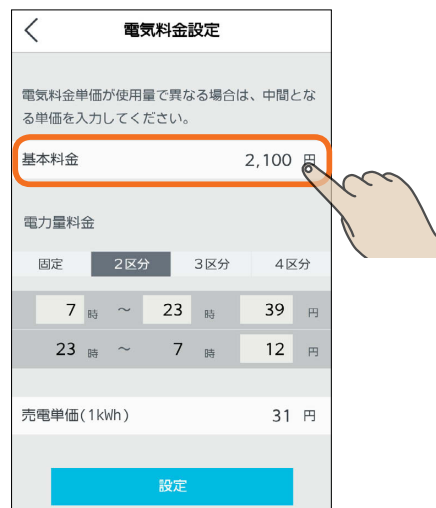 電気料金設定
電気料金単価が使用量で異なる場合は、中間とな
る単価を入力してください。
基本料金 2,100 円
電力量料金
固定 2区分 3区分 4区分
7 時 ～ 23 時 39 円
23 時 ～ 7 時 12 円
売電単価(1kWh) 31 円
設定